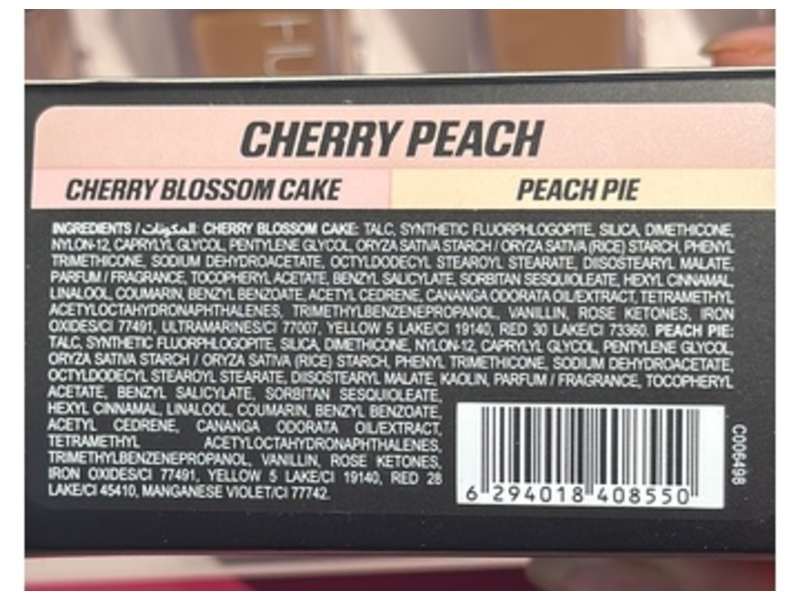 HU
CHERRY PEACH
CHERRY BLOSSOM CAKE PEACH PIE
INGREDIENTS / المكونات: CHERRY BLOSSOM CAKE: TALC, SYNTHETIC FLUORPHLOGOPITE, SILICA, DIMETHICONE,
NYLON-12, CAPRYLYL GLYCOL, PENTYLENE GLYCOL, ORYZA SATIVA STARCH / ORYZA SATIVA (RICE) STARCH, PHENYL
TRIMETHICONE, SODIUM DEHYDROACETATE, OCTYLDODECYL STEAROYL STEARATE, DIISOSTEARYL MALATE,
PARFUM / FRAGRANCE, TOCOPHERYL ACETATE, BENZYL SALICYLATE, SORBITAN SESQUIOLEATE, HEXYL CINNAMAL
LINALOOL, COUMARIN, BENZYL BENZOATE, ACETYL CEDRENE, CANANGA ODORATA OIL/EXTRACT, TETRAMETHYL
ACETYLOCTAHYDRONAPHTHALENES, TRIMETHYLBENZENEPROPANOL, VANILLIN, ROSE KETONES, IRON
OXIDES/CI 77491, ULTRAMARINES/CI 77007, YELLOW 5 LAKE/CI 19140, RED 30 LAKE/CI 73360. PEACH PIE:
TALC, SYNTHETIC FLUORPHLOGOPITE, SILICA, DIMETHICONE, NYLON-12, CAPRYLYL GLYCOL, PENTYLENE GLYCOL,
ORYZA SATIVA STARCH / ORYZA SATIVA (RICE) STARCH, PHENYL TRIMETHICONE, SODIUM DEHYDROACETATE,
OCTYLDODECYL STEAROYL STEARATE, DIISOSTEARYL MALATE, KAOLIN, PARFUM / FRAGRANCE, TOCOPHERYL
ACETATE, BENZYL SALICYLATE, SORBITAN SESQUIOLEATE,
HEXYL CINNAMAL, LINALOOL, COUMARIN, BENZYL BENZOATE,
ACETYL CEDRENE, CANANGA ODORATA OIL/EXTRACT,
TETRAMETHYL ACETYLOCTAHYDRONAPHTHALENES,
TRIMETHYLBENZENEPROPANOL, VANILLIN, ROSE KETONES,
IRON OXIDES/CI 77491, YELLOW 5 LAKE/CI 19140, RED 28
LAKE/CI 45410, MANGANESE VIOLET/CI 77742.
6 294018 408550
C006498